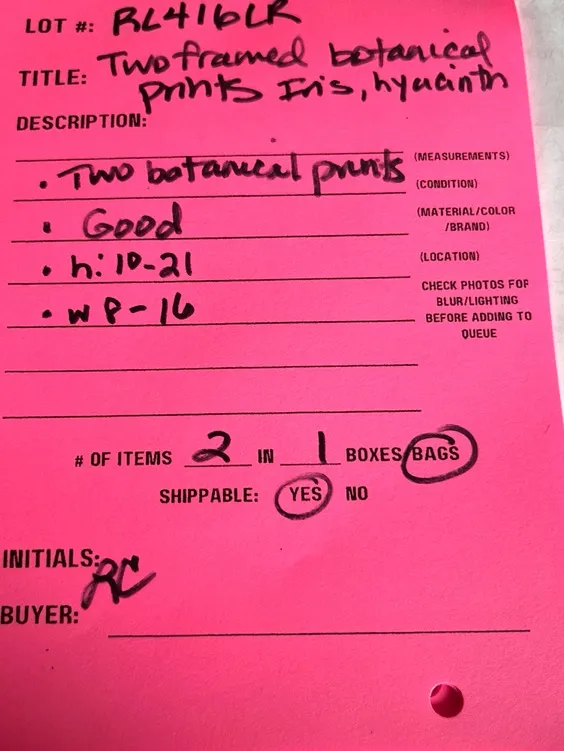 LOT #: RL416LR
TITLE: Two framed botanical
prints Iris, hyacinth
DESCRIPTION:
• Two botanical prints (MEASUREMENTS)
(CONDITION)
• Good (MATERIAL/COLOR
/BRAND)
• h: 10-21 (LOCATION)
• w 8-16 CHECK PHOTOS FOR
BLUR/LIGHTING
BEFORE ADDING TO
QUEUE
# OF ITEMS 2 IN 1 BOXES/BAGS
SHIPPABLE: YES NO
INITIALS: RC
BUYER: